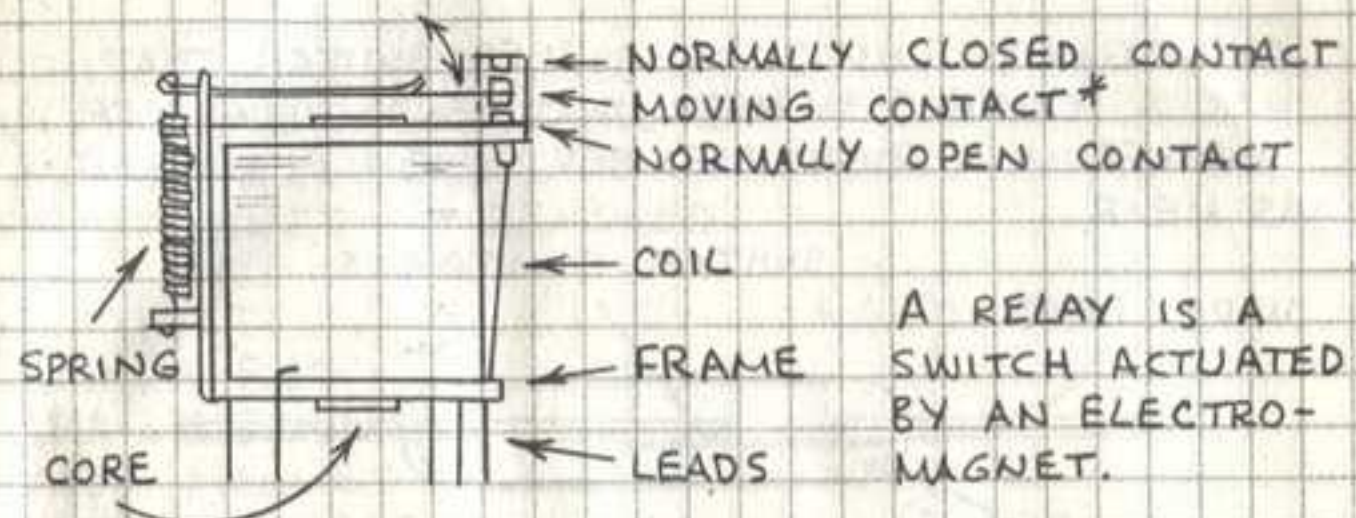 NORMALLY CLOSED CONTACT
MOVING CONTACT*
NORMALLY OPEN CONTACT
COIL
SPRING
FRAME
CORE
LEADS
A RELAY IS A
SWITCH ACTUATED
BY AN ELECTRO-
MAGNET.